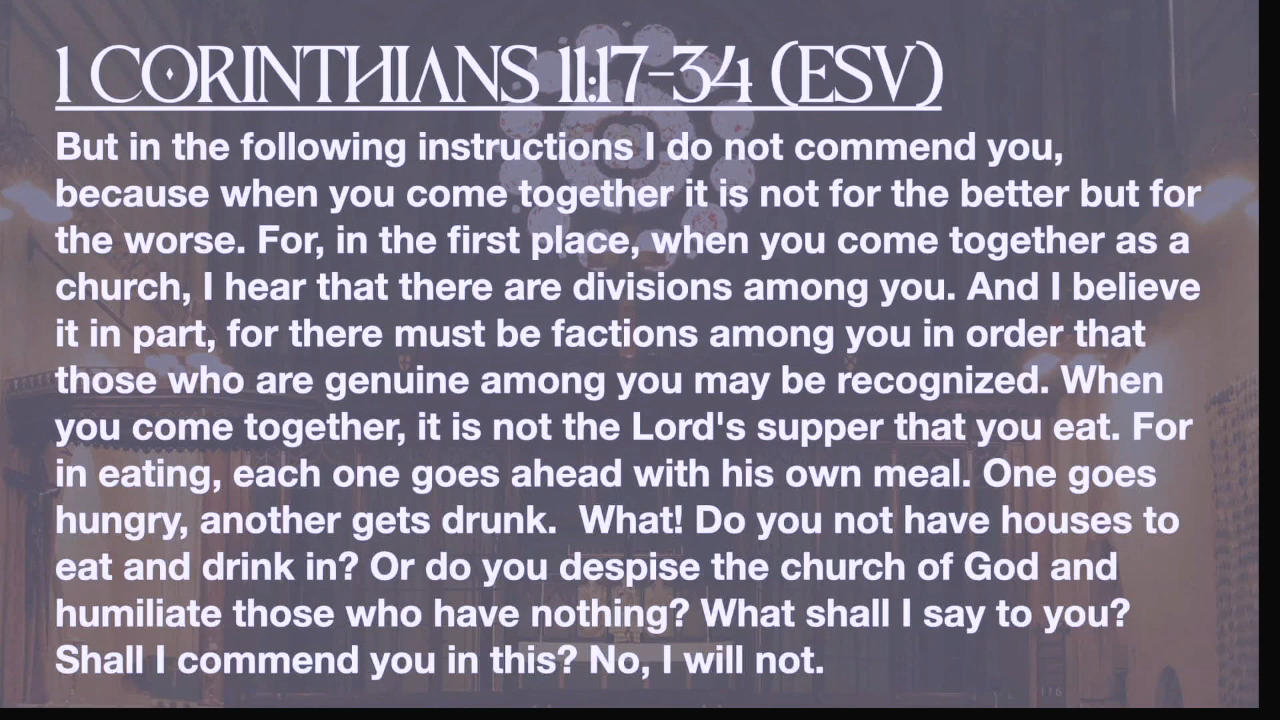 1 CORINTHIANS 11:17-34 (ESV)
But in the following instructions I do not commend you,
because when you come together it is not for the better but for
the worse. For, in the first place, when you come together as a
church, I hear that there are divisions among you. And I believe
it in part, for there must be factions among you in order that
those who are genuine among you may be recognized. When
you come together, it is not the Lord's supper that you eat. For
in eating, each one goes ahead with his own meal. One goes
hungry, another gets drunk.  What! Do you not have houses to
eat and drink in? Or do you despise the church of God and
humiliate those who have nothing? What shall I say to you?
Shall I commend you in this? No, I will not.
116